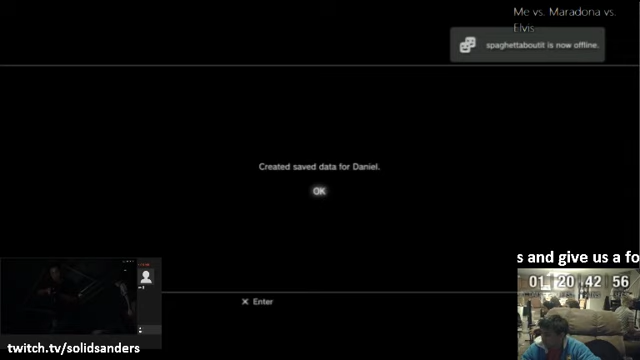 Me vs. Maradona vs.
Elvis
spaghettaboutit is now offline.
Created saved data for Daniel.
OK
Enter
s and give us a fo
01 20 42 56
twitch.tv/solidsanders